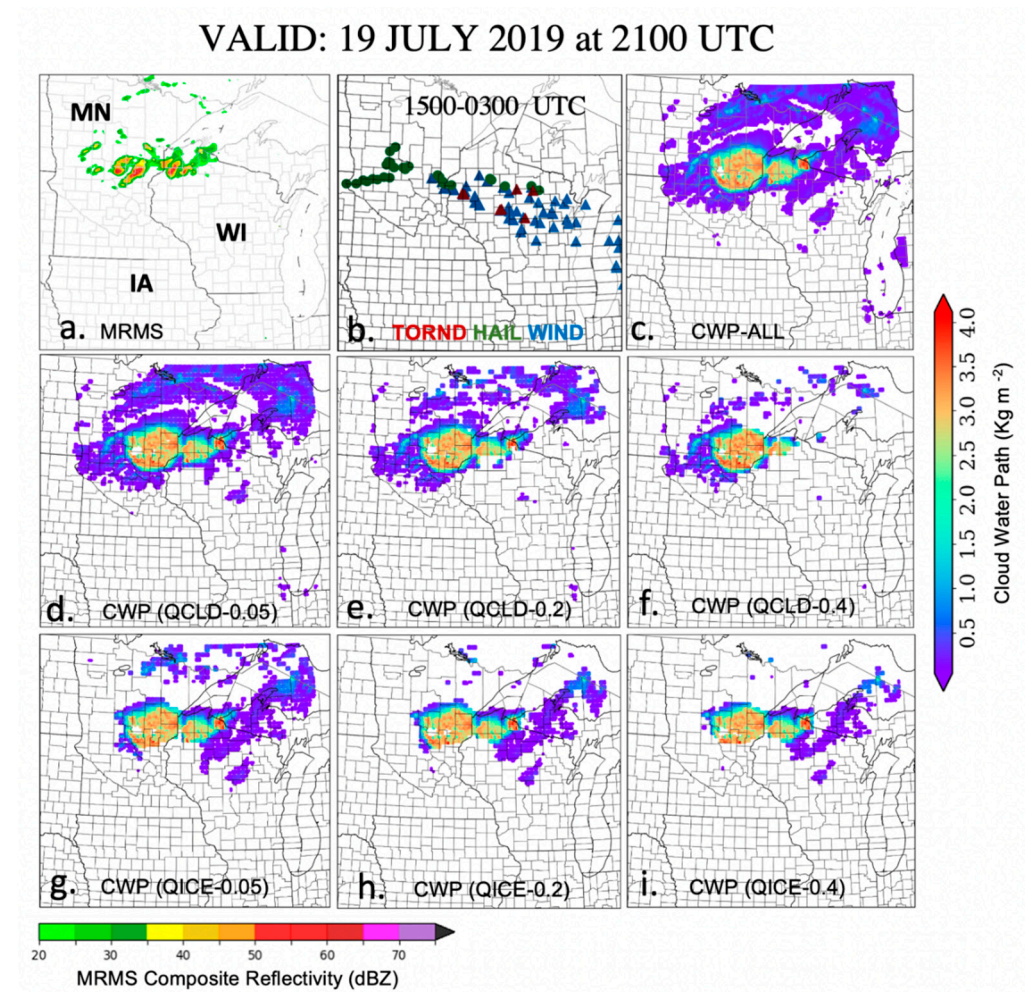 VALID: 19 JULY 2019 at 2100 UTC
MN
WI
IA
a. MRMS
1500-0300 UTC
b. TORND HAIL WIND
c. CWP-ALL
d. CWP (QCLD-0.05)
e. CWP (QCLD-0.2)
f. CWP (QCLD-0.4)
g. CWP (QICE-0.05)
h. CWP (QICE-0.2)
i. CWP (QICE-0.4)
4.0
3.5
3.0
2.5
2.0
1.5
1.0
0.5
Cloud Water Path (Kg m -2)
20 30 40 50 60 70
MRMS Composite Reflectivity (dBZ)